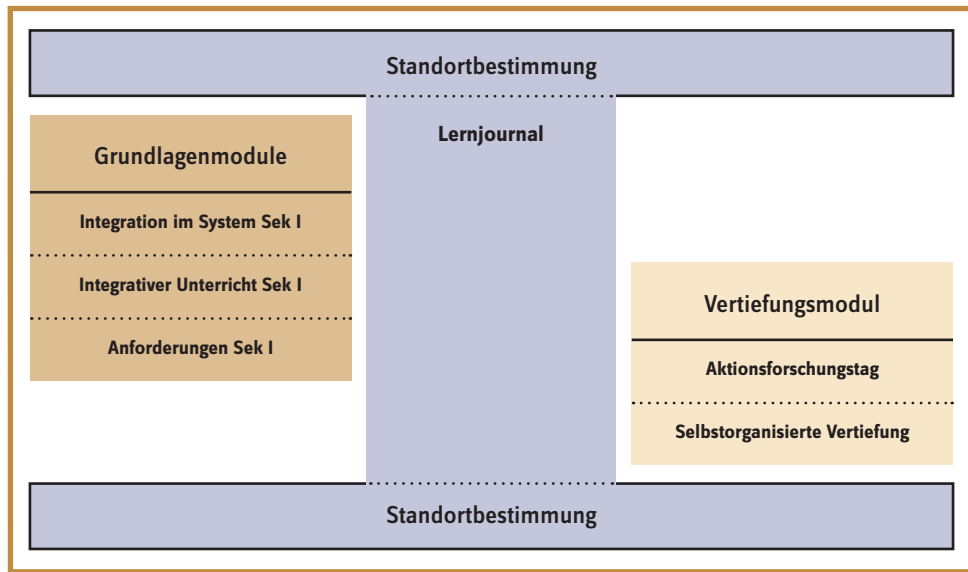 Standortbestimmung
Lernjournal
Grundlagenmodule
Integration im System Sek I
Integrativer Unterricht Sek I
Anforderungen Sek I
Vertiefungsmodul
Aktionsforschungstag
Selbstorganisierte Vertiefung
Standortbestimmung